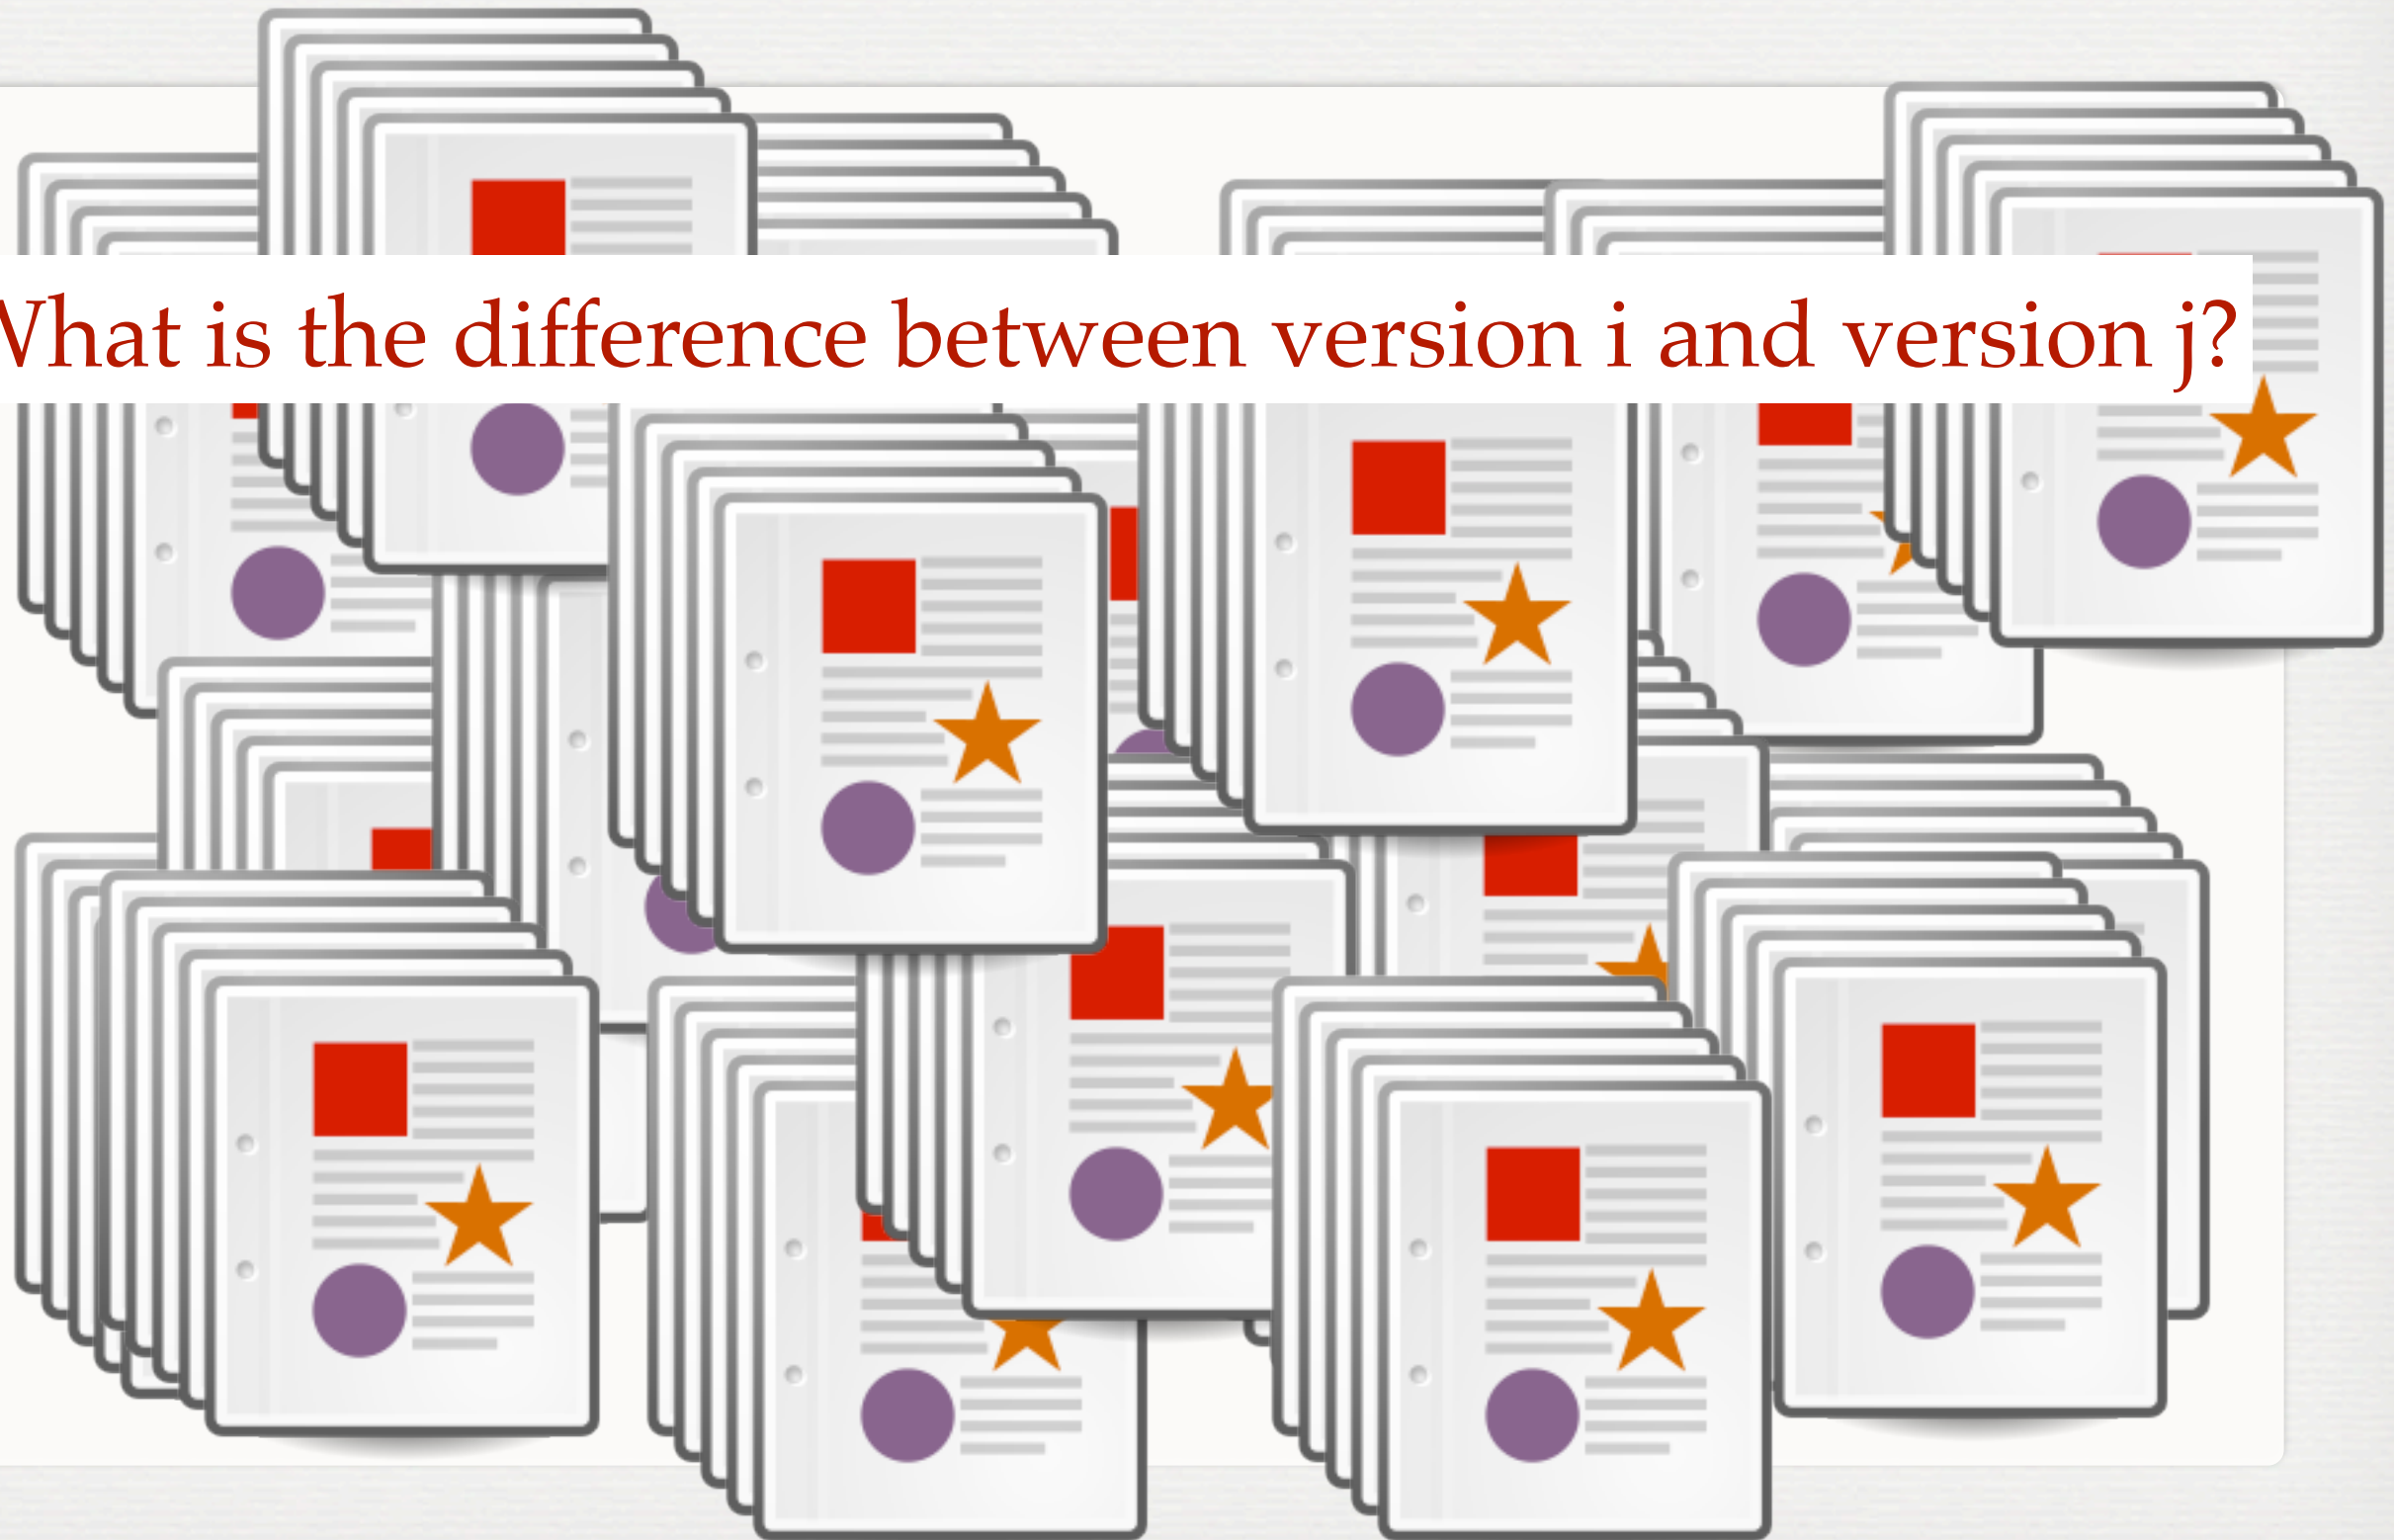 What is the difference between version i and version j?